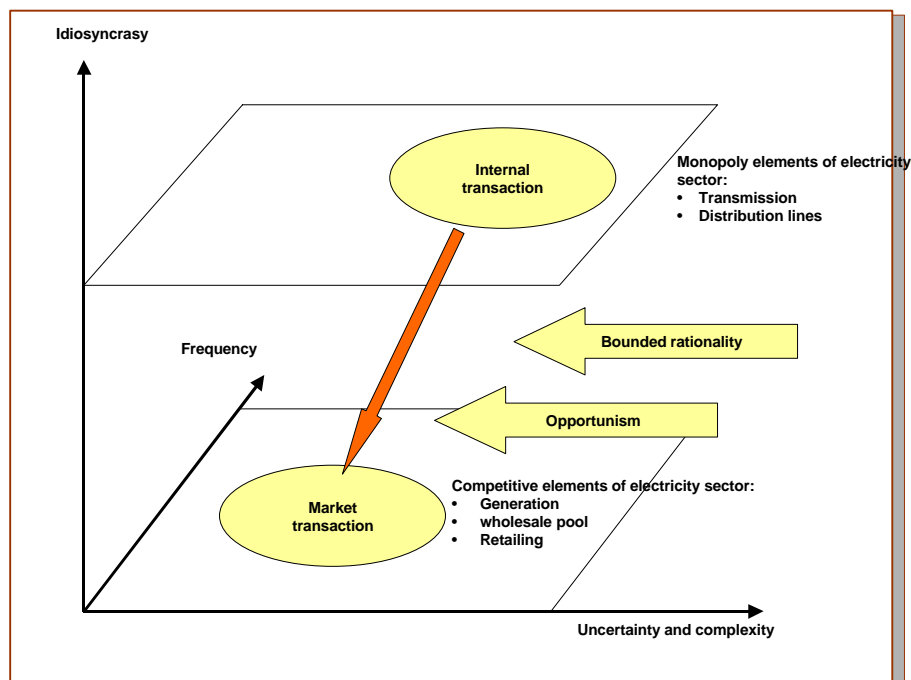 Idiosyncrasy
Internal
transaction
Monopoly elements of electricity
sector:
• Transmission
• Distribution lines
Frequency
Bounded rationality
Opportunism
Competitive elements of electricity sector:
• Generation
• wholesale pool
• Retailing
Market
transaction
Uncertainty and complexity